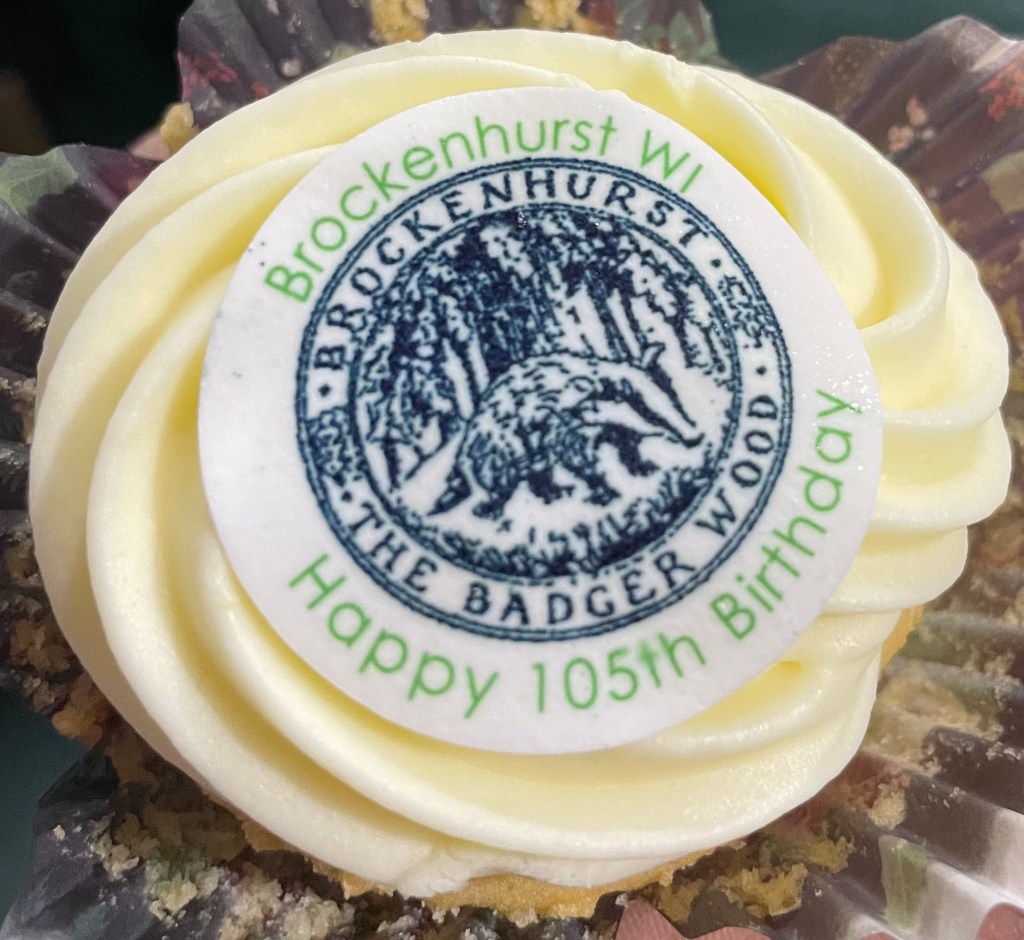 Brockenhurst WI
BROCKENHURST
THE BADGER WOOD
Happy 105th Birthday